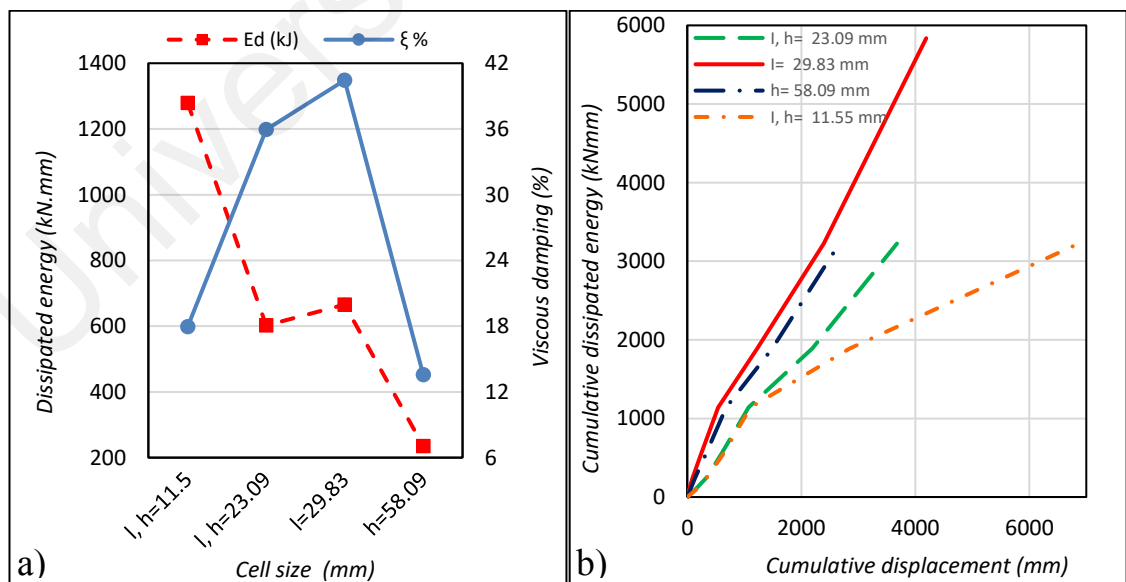 Univers
Ed (kJ) ξ %
1400
1200
1000
800
600
400
200
Dissipated energy (kN.mm)
42
36
30
24
18
12
6
Viscous damping (%)
l, h=11.5
l, h=23.09
l=29.83
h=58.09
Cell size (mm)
a)
6000
5000
4000
3000
2000
1000
0
Cumulative dissipated energy (kNmm)
l, h= 23.09 mm
l= 29.83 mm
h= 58.09 mm
l, h= 11.55 mm
0 2000 4000 6000
Cumulative displacement (mm)
b)